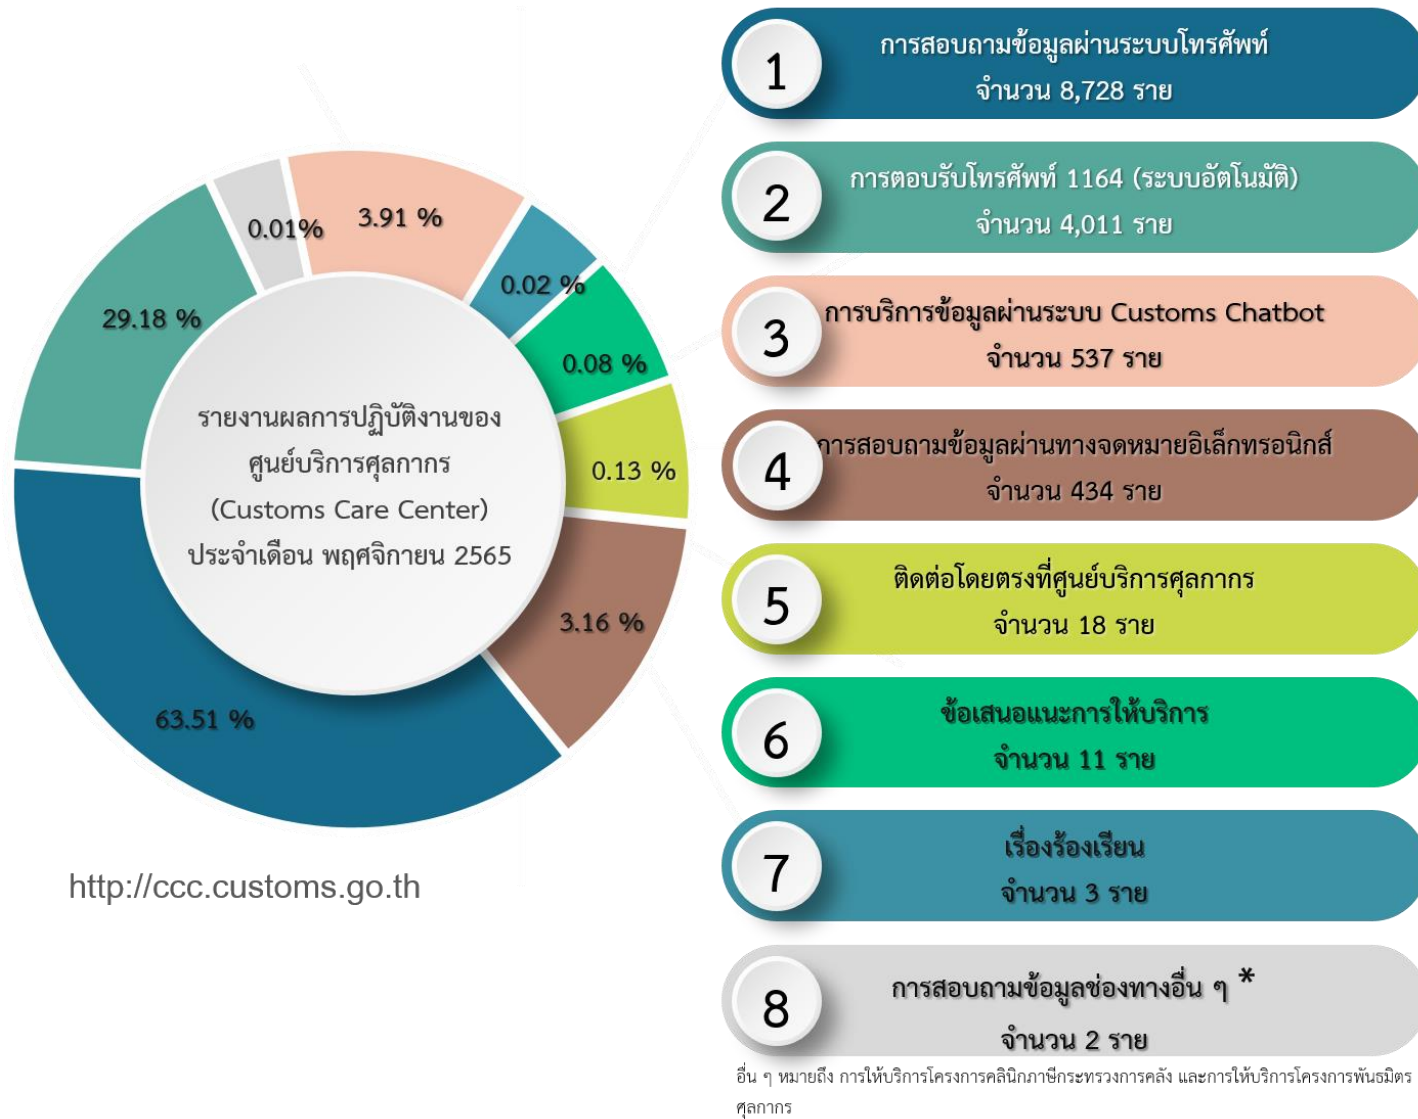 0.01%
3.91 %
0.02 %
29.18 %
0.08 %
0.13 %
3.16 %
63.51 %
รายงานผลการปฏิบัติงานของ
ศูนย์บริการศุลกากร
(Customs Care Center)
ประจำเดือน พฤศจิกายน 2565
http://ccc.customs.go.th
1
การสอบถามข้อมูลผ่านระบบโทรศัพท์
จำนวน 8,728 ราย
2
การตอบรับโทรศัพท์ 1164 (ระบบอัตโนมัติ)
จำนวน 4,011 ราย
3
การบริการข้อมูลผ่านระบบ Customs Chatbot
จำนวน 537 ราย
4
การสอบถามข้อมูลผ่านทางจดหมายอิเล็กทรอนิกส์
จำนวน 434 ราย
5
ติดต่อโดยตรงที่ศูนย์บริการศุลกากร
จำนวน 18 ราย
6
ข้อเสนอแนะการให้บริการ
จำนวน 11 ราย
7
เรื่องร้องเรียน
จำนวน 3 ราย
8
การสอบถามข้อมูลช่องทางอื่น ๆ *
จำนวน 2 ราย
อื่น ๆ หมายถึง การให้บริการโครงการคลินิกภาษีกระทรวงการคลัง และการให้บริการโครงการพันธมิตร
ศุลกากร